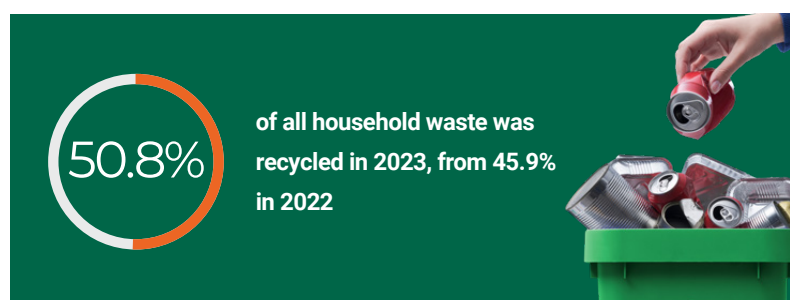 50.8%
of all household waste was
recycled in 2023, from 45.9%
in 2022